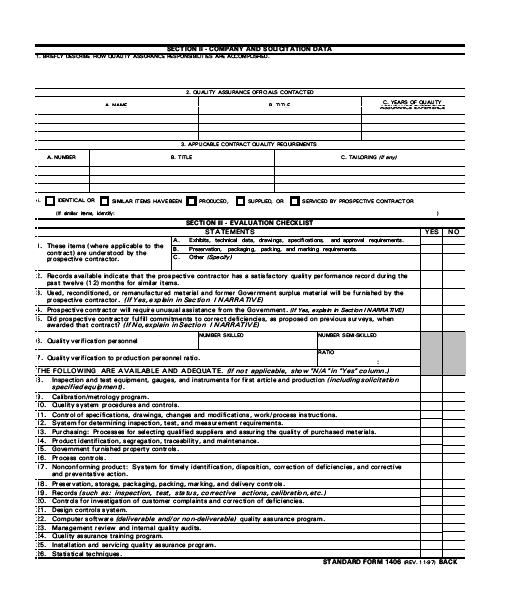 SECTION II - COMPANY AND SOLICITATION DATA
1. BRIEFLY DESCRIBE HOW QUALITY ASSURANCE RESPONSIBILITIES ARE ACCOMPLISHED.
2. QUALITY ASSURANCE OFFICIALS CONTACTED
A. NAME B. TITLE C. YEARS OF QUALITY
ASSURANCE EXPERIENCE
3. APPLICABLE CONTRACT QUALITY REQUIREMENTS
A. NUMBER B. TITLE C. TAILORING (If any)
IDENTICAL OR SIMILAR ITEMS HAVE BEEN PRODUCED, SUPPLIED, OR SERVICED BY PROSPECTIVE CONTRACTOR
(If similar items, identify: )
SECTION III - EVALUATION CHECKLIST
STATEMENTS YES NO
1. These items (where applicable to the
contract) are understood by the
prospective contractor.
A. Exhibits, technical data, drawings, specifications, and approval requirements.
B. Preservation, packaging, packing, and marking requirements.
C. Other (Specify)
2. Records available indicate that the prospective contractor has a satisfactory quality performance record during the
past twelve (12) months for similar items.
3. Used, reconditioned, or remanufactured material and former Government surplus material will be furnished by the
prospective contractor. (If Yes, explain in Section I NARRATIVE)
4. Prospective contractor will require unusual assistance from the Government. (If Yes, explain in Section I NARRATIVE)
5. Did prospective contractor fulfill commitments to correct deficiencies, as proposed on previous surveys, when
awarded that contract? (If No, explain in Section I NARRATIVE)
6. Quality verification personnel NUMBER SKILLED NUMBER SEMI-SKILLED
7. Quality verification to production personnel ratio. RATIO
:
THE FOLLOWING ARE AVAILABLE AND ADEQUATE. (If not applicable, show "N/A" in "Yes" column.)
8. Inspection and test equipment, gauges, and instruments for first article and production (including solicitation
specified equipment).
9. Calibration/metrology program.
10. Quality system procedures and controls.
11. Control of specifications, drawings, changes and modifications, work/process instructions.
12. System for determining inspection, test, and measurement requirements.
13. Purchasing: Processes for selecting qualified suppliers and assuring the quality of purchased materials.
14. Product identification, segregation, traceability, and maintenance.
15. Government furnished property controls.
16. Process controls.
17. Nonconforming product: System for timely identification, disposition, correction of deficiencies, and corrective
and preventive action.
18. Preservation, storage, packaging, packing, marking, and delivery controls.
19. Records (such as: inspection, test, status, corrective actions, calibration, etc.)
20. Controls for investigation of customer complaints and correction of deficiencies.
21. Design controls system.
22. Computer software (deliverable and/or non-deliverable) quality assurance program.
23. Management review and internal quality audits.
24. Quality assurance training program.
25. Installation and servicing quality assurance program.
26. Statistical techniques.
STANDARD FORM 1406 (REV. 11-97) BACK